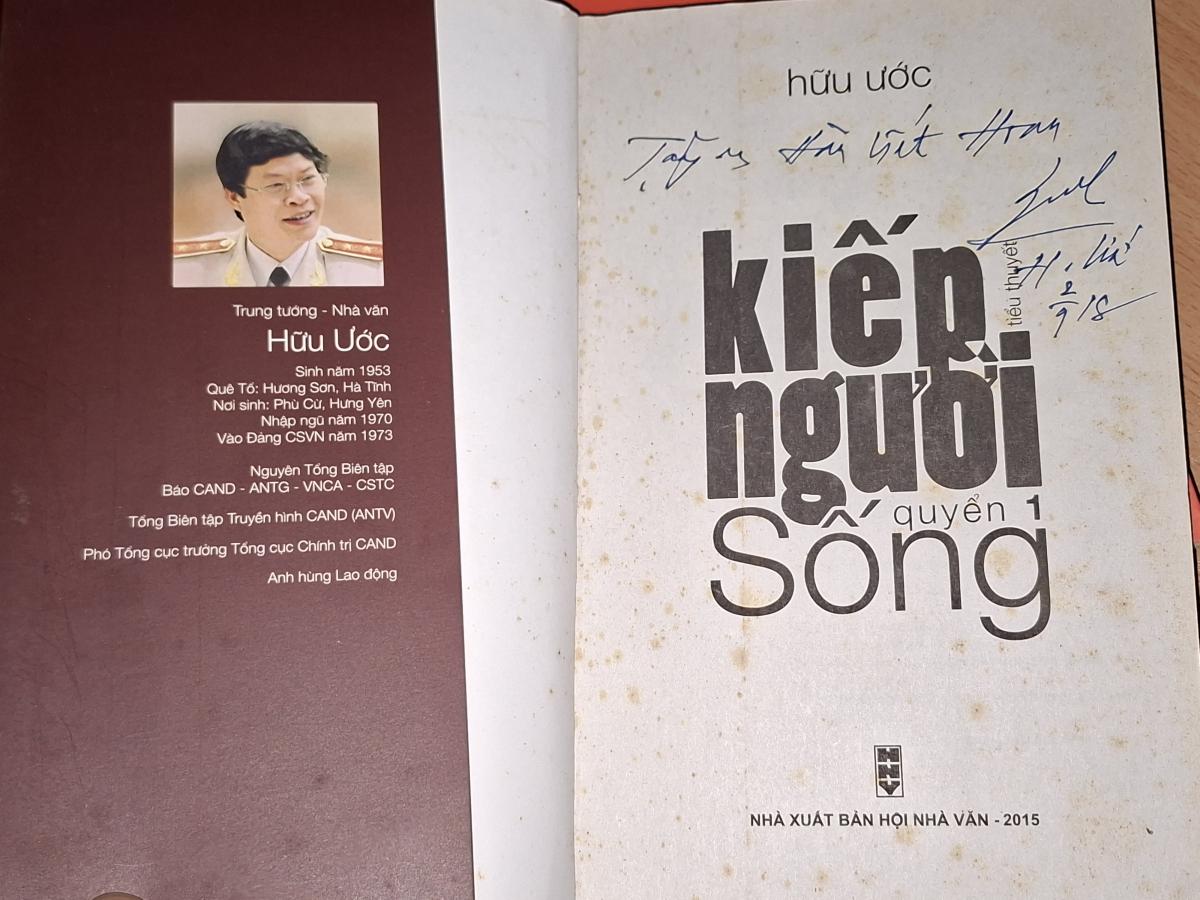 Trung tướng - Nhà văn
Hữu Ước
Sinh năm 1953
Quê Tổ: Hương Sơn, Hà Tĩnh
Nơi sinh: Phù Cừ, Hưng Yên
Nhập ngũ năm 1970
Vào Đảng CSVN năm 1973
Nguyên Tổng Biên tập
Báo CAND - ANTG - VNCA - CSTC
Tổng Biên tập Truyền hình CAND (ANTV)
Phó Tổng cục trưởng Tổng cục Chính trị CAND
Anh hùng Lao động
hữu ước
kiếp
tiểu thuyết
người
quyển 1
Sống
HNV
NHÀ XUẤT BẢN HỘI NHÀ VĂN - 2015